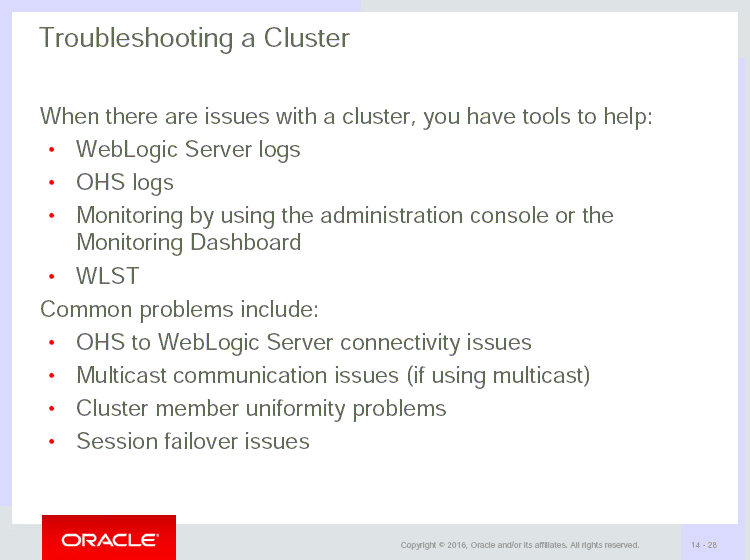 Troubleshooting a Cluster
When there are issues with a cluster, you have tools to help:
• WebLogic Server logs
• OHS logs
• Monitoring by using the administration console or the
Monitoring Dashboard
• WLST
Common problems include:
• OHS to WebLogic Server connectivity issues
• Multicast communication issues (if using multicast)
• Cluster member uniformity problems
• Session failover issues
ORACLE®
Copyright © 2016, Oracle and/or its affiliates. All rights reserved.
14 - 28